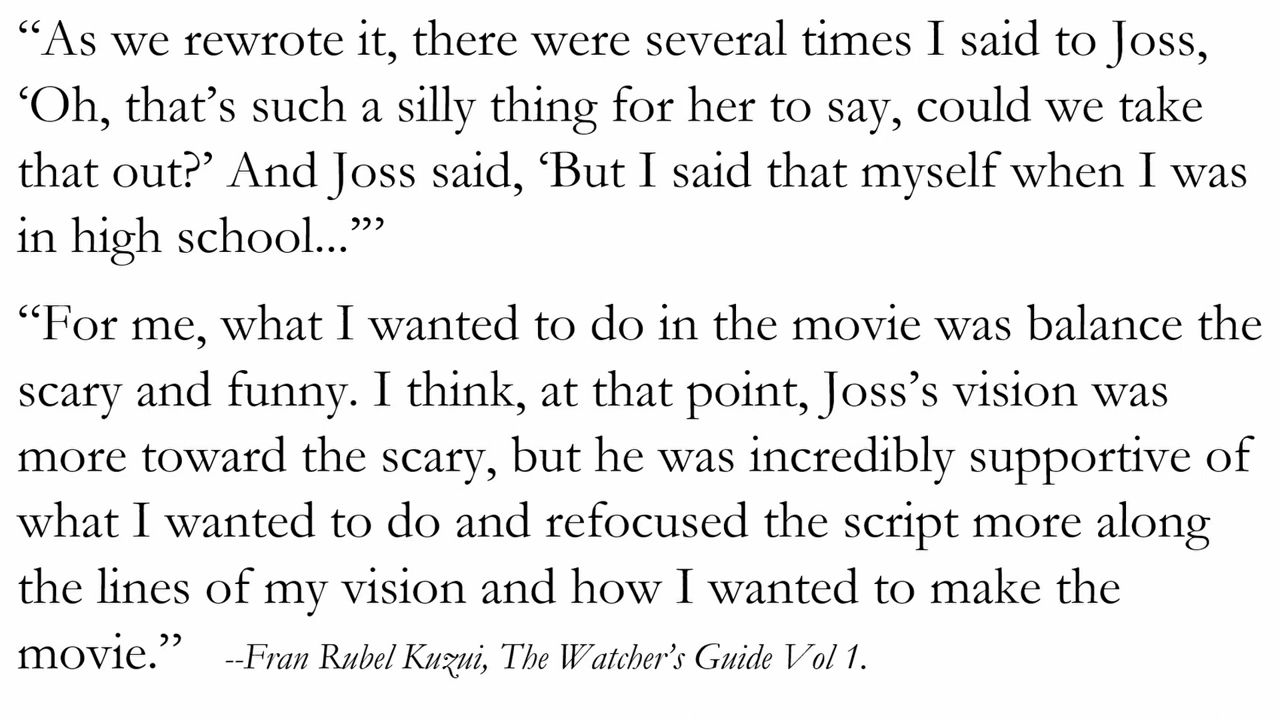 “As we rewrote it, there were several times I said to Joss,
‘Oh, that’s such a silly thing for her to say, could we take
that out?’ And Joss said, ‘But I said that myself when I was
in high school...”’
“For me, what I wanted to do in the movie was balance the
scary and funny. I think, at that point, Joss’s vision was
more toward the scary, but he was incredibly supportive of
what I wanted to do and refocused the script more along
the lines of my vision and how I wanted to make the
movie.” --Fran Rubel Kuzui, The Watcher’s Guide Vol 1.